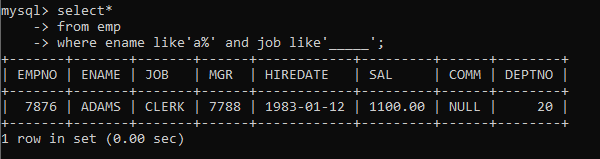 mysql> select*
    -> from emp
    -> where ename like'a%' and job like'_____';
+-------+-------+-------+------+------------+---------+------+--------+
| EMPNO | ENAME | JOB   | MGR  | HIREDATE   | SAL     | COMM | DEPTNO |
+-------+-------+-------+------+------------+---------+------+--------+
|  7876 | ADAMS | CLERK | 7788 | 1983-01-12 | 1100.00 | NULL |     20 |
+-------+-------+-------+------+------------+---------+------+--------+
1 row in set (0.00 sec)